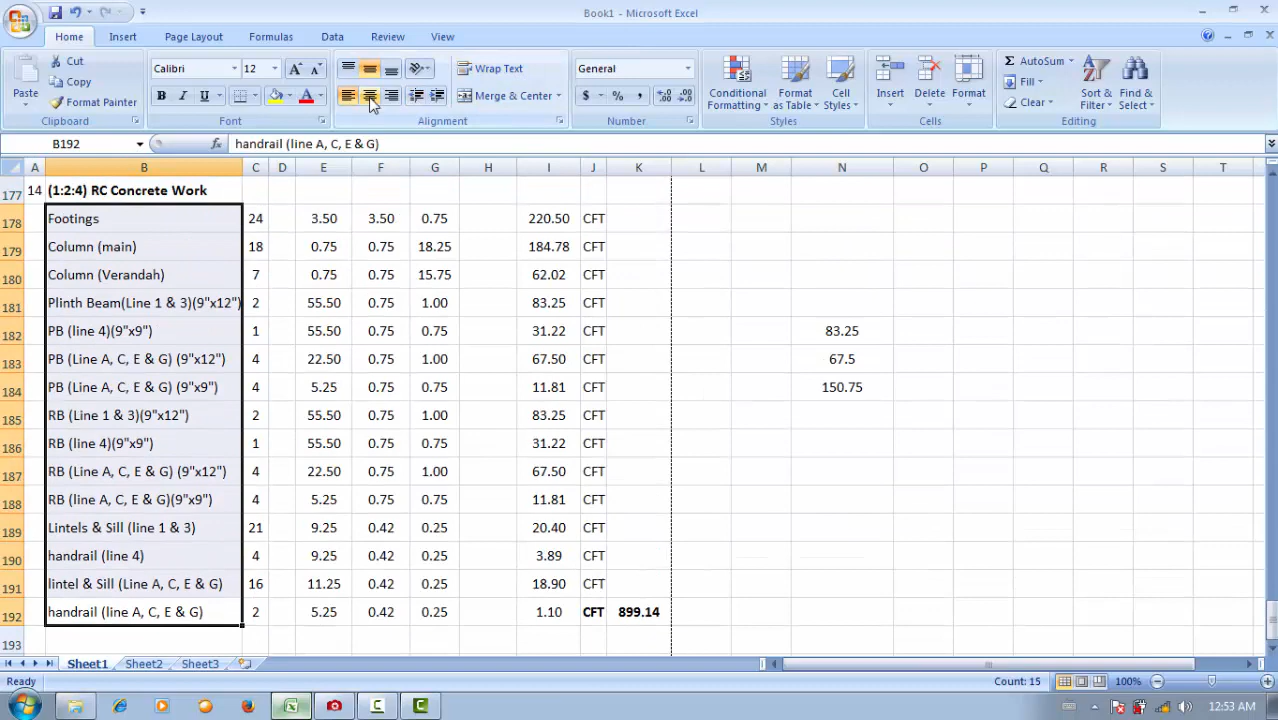 Book1 - Microsoft Excel
Home Insert Page Layout Formulas Data Review View
Paste Cut Copy Format Painter Clipboard
Calibri 12 A A B I U A Font
Wrap Text Merge & Center Alignment
General $ % , .0 .00 .00 .0 Number
Conditional Formatting Format as Table Cell Styles Styles
Insert Delete Format Cells
Σ AutoSum Fill Clear Sort & Filter Find & Select Editing
B192 fx handrail (line A, C, E & G)
A B C D E F G H I J K L M N O P Q R S T
177 14 (1:2:4) RC Concrete Work
178 Footings 24 3.50 3.50 0.75 220.50 CFT
179 Column (main) 18 0.75 0.75 18.25 184.78 CFT
180 Column (Verandah) 7 0.75 0.75 15.75 62.02 CFT
181 Plinth Beam(Line 1 & 3)(9"x12") 2 55.50 0.75 1.00 83.25 CFT
182 PB (line 4)(9"x9") 1 55.50 0.75 0.75 31.22 CFT 83.25
183 PB (Line A, C, E & G) (9"x12") 4 22.50 0.75 1.00 67.50 CFT 67.5
184 PB (Line A, C, E & G) (9"x9") 4 5.25 0.75 0.75 11.81 CFT 150.75
185 RB (Line 1 & 3)(9"x12") 2 55.50 0.75 1.00 83.25 CFT
186 RB (line 4)(9"x9") 1 55.50 0.75 0.75 31.22 CFT
187 RB (Line A, C, E & G) (9"x12") 4 22.50 0.75 1.00 67.50 CFT
188 RB (line A, C, E & G)(9"x9") 4 5.25 0.75 0.75 11.81 CFT
189 Lintels & Sill (line 1 & 3) 21 9.25 0.42 0.25 20.40 CFT
190 handrail (line 4) 4 9.25 0.42 0.25 3.89 CFT
191 lintel & Sill (Line A, C, E & G) 16 11.25 0.42 0.25 18.90 CFT
192 handrail (line A, C, E & G) 2 5.25 0.42 0.25 1.10 CFT 899.14
193
Sheet1 Sheet2 Sheet3
Ready Count: 15 100%
12:53 AM